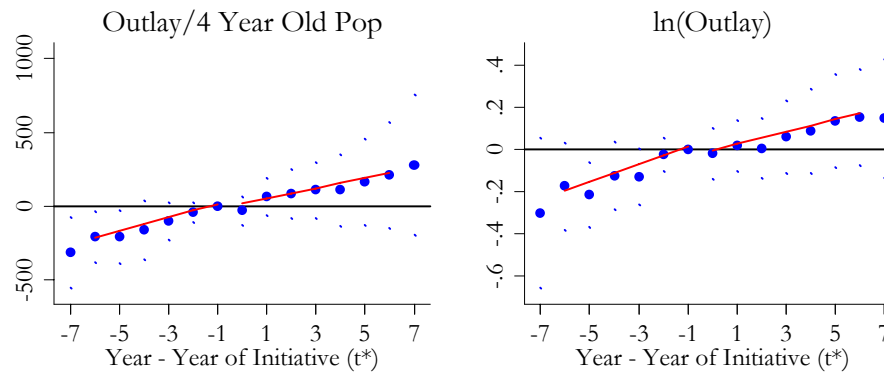 Outlay/4 Year Old Pop
1000
500
0
-500
-7 -5 -3 -1 1 3 5 7
Year - Year of Initiative (t*)
ln(Outlay)
.4
.2
0
-.2
-.4
-.6
-7 -5 -3 -1 1 3 5 7
Year - Year of Initiative (t*)